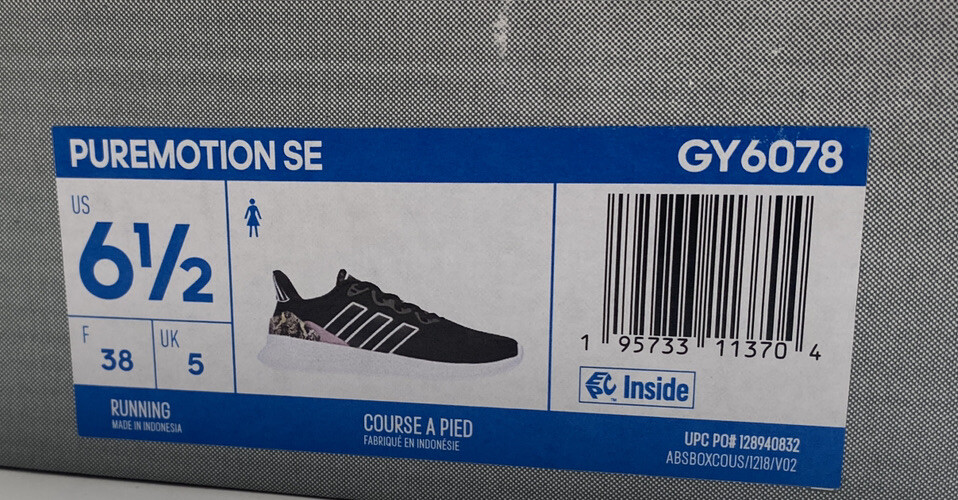 PUREMOTION SE
GY6078
US
6½
F
38
UK
5
1 95733 11370 4
EPC Inside
RUNNING
MADE IN INDONESIA
COURSE A PIED
FABRIQUÉ EN INDONÉSIE
UPC PO# 128940832
ABSBOXCOUS/1218/V02